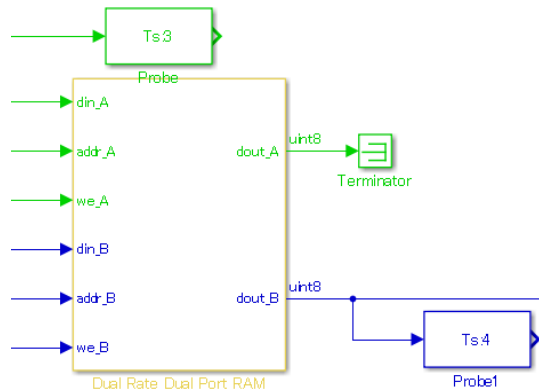 Ts:3
Probe
din_A
addr_A
dout_A
uint8
Terminator
we_A
din_B
addr_B
dout_B
uint8
we_B
Ts:4
Probe1
Dual Rate Dual Port RAM